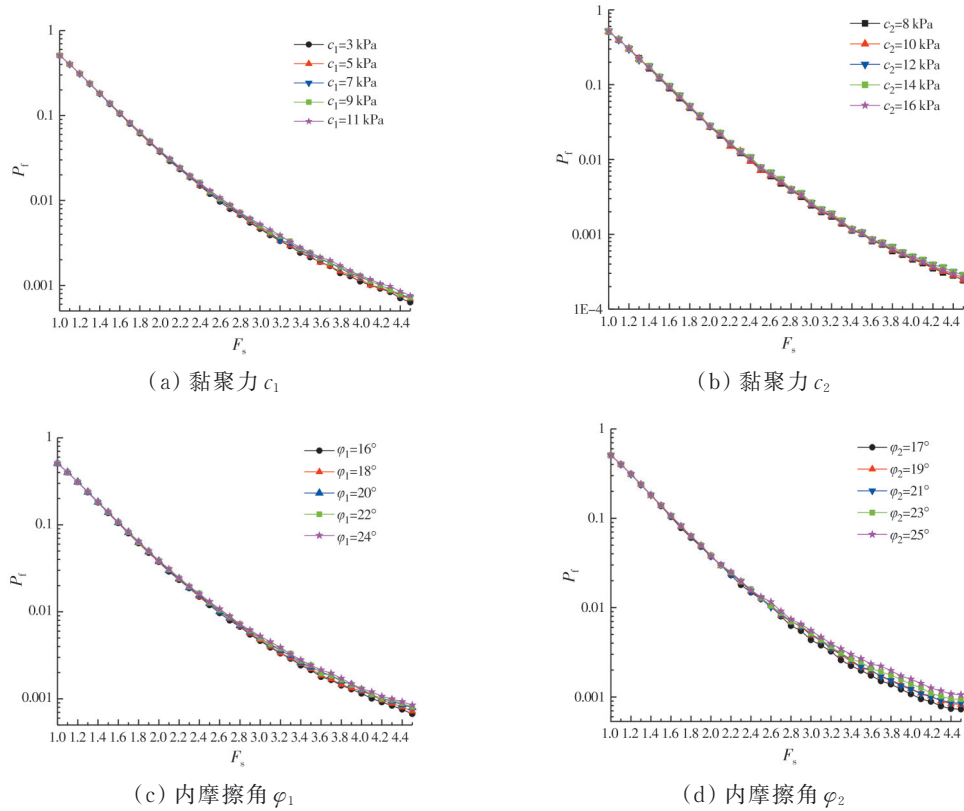 1
0.1
0.01
0.001
P_f
c_1=3 kPa
c_1=5 kPa
c_1=7 kPa
c_1=9 kPa
c_1=11 kPa
1.0 1.2 1.4 1.6 1.8 2.0 2.2 2.4 2.6 2.8 3.0 3.2 3.4 3.6 3.8 4.0 4.2 4.4
F_s
(a) 黏聚力 c_1
1
0.1
0.01
0.001
1E-4
P_f
c_2=8 kPa
c_2=10 kPa
c_2=12 kPa
c_2=14 kPa
c_2=16 kPa
1.0 1.2 1.4 1.6 1.8 2.0 2.2 2.4 2.6 2.8 3.0 3.2 3.4 3.6 3.8 4.0 4.2 4.4
F_s
(b) 黏聚力 c_2
1
0.1
0.01
0.001
P_f
φ_1=16°
φ_1=18°
φ_1=20°
φ_1=22°
φ_1=24°
1.0 1.2 1.4 1.6 1.8 2.0 2.2 2.4 2.6 2.8 3.0 3.2 3.4 3.6 3.8 4.0 4.2 4.4
F_s
(c) 内摩擦角 φ_1
1
0.1
0.01
0.001
P_f
φ_2=17°
φ_2=19°
φ_2=21°
φ_2=23°
φ_2=25°
1.0 1.2 1.4 1.6 1.8 2.0 2.2 2.4 2.6 2.8 3.0 3.2 3.4 3.6 3.8 4.0 4.2 4.4
F_s
(d) 内摩擦角 φ_2